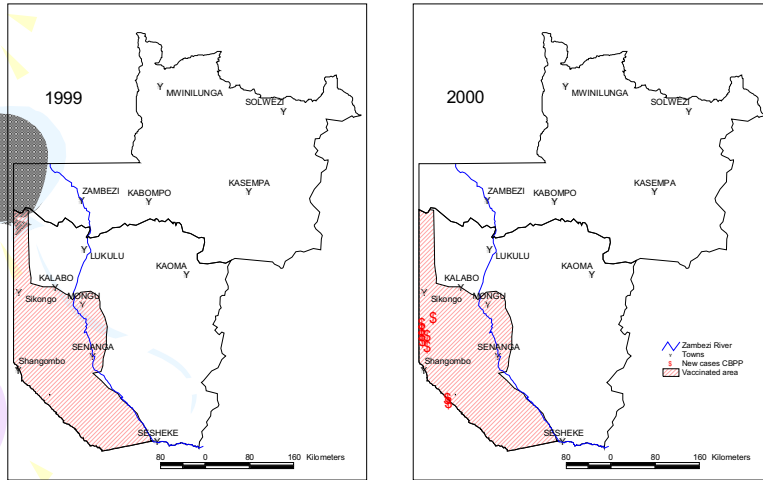 1999
MWINILUNGA
SOLWEZI
ZAMBEZI
KABOMPO
KASEMPA
LUKULU
KAOMA
KALABO
MONGU
Sikongo
SENANGA
Shangombo
SESHEKE
80 0 80 160 Kilometers
2000
MWINILUNGA
SOLWEZI
ZAMBEZI
KABOMPO
KASEMPA
LUKULU
KAOMA
KALABO
MONGU
Sikongo
SENANGA
Shangombo
SESHEKE
Zambezi River
Towns
New cases CBPP
Vaccinated area
80 0 80 160 Kilometers